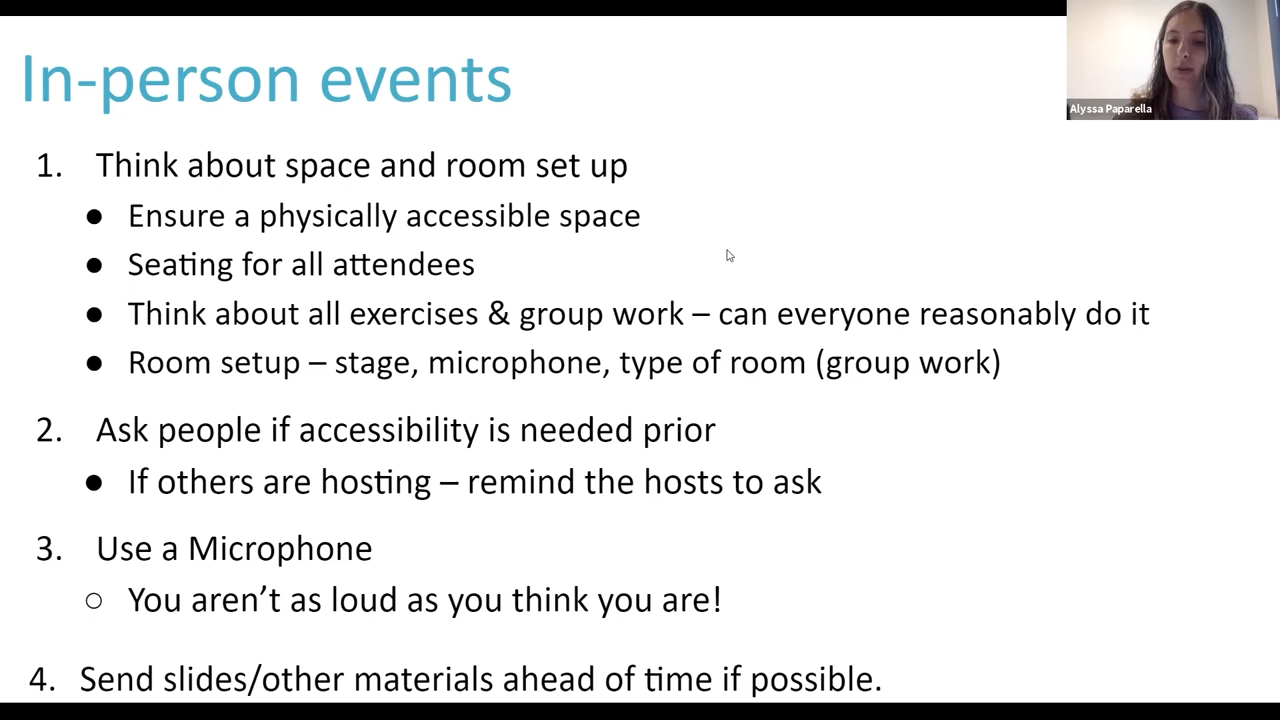 In-person events
Alyssa Paparella
1. Think about space and room set up
● Ensure a physically accessible space
● Seating for all attendees
● Think about all exercises & group work – can everyone reasonably do it
● Room setup – stage, microphone, type of room (group work)
2. Ask people if accessibility is needed prior
● If others are hosting – remind the hosts to ask
3. Use a Microphone
○ You aren’t as loud as you think you are!
4. Send slides/other materials ahead of time if possible.